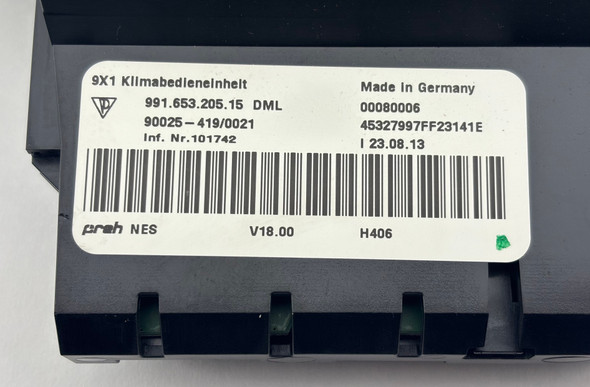 9X1 Klimabedieneinheit Made in Germany
991.653.205.15 DML 00080006
90025-419/0021 45327997FF23141E
Inf. Nr.101742 I 23.08.13
preh NES V18.00 H406